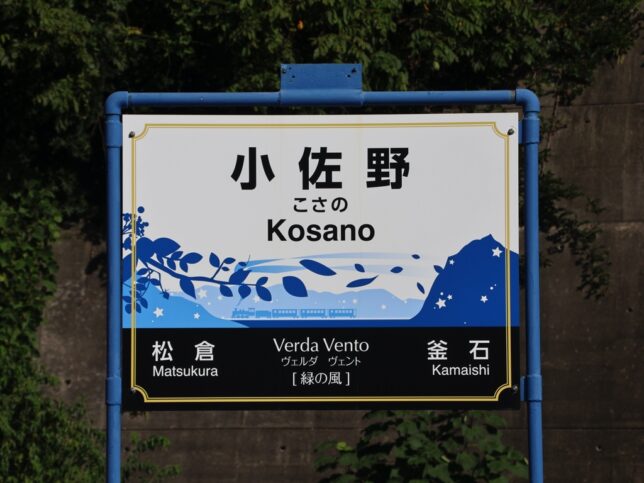 小佐野
こさの
Kosano
松倉
Matsukura
Verda Vento
ヴェルダ ヴェント
[緑の風]
釜石
Kamaishi